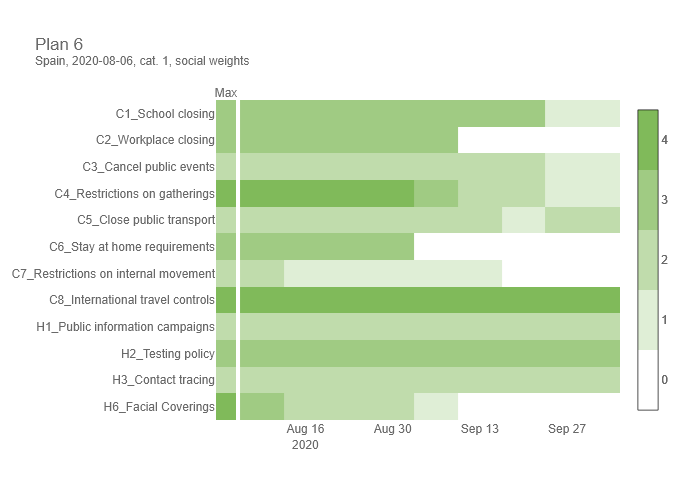 Plan 6
Spain, 2020-08-06, cat. 1, social weights
Max
C1_School closing
C2_Workplace closing
C3_Cancel public events
C4_Restrictions on gatherings
C5_Close public transport
C6_Stay at home requirements
C7_Restrictions on internal movement
C8_International travel controls
H1_Public information campaigns
H2_Testing policy
H3_Contact tracing
H6_Facial Coverings
Aug 16 Aug 30 Sep 13 Sep 27
2020
4
3
2
1
0